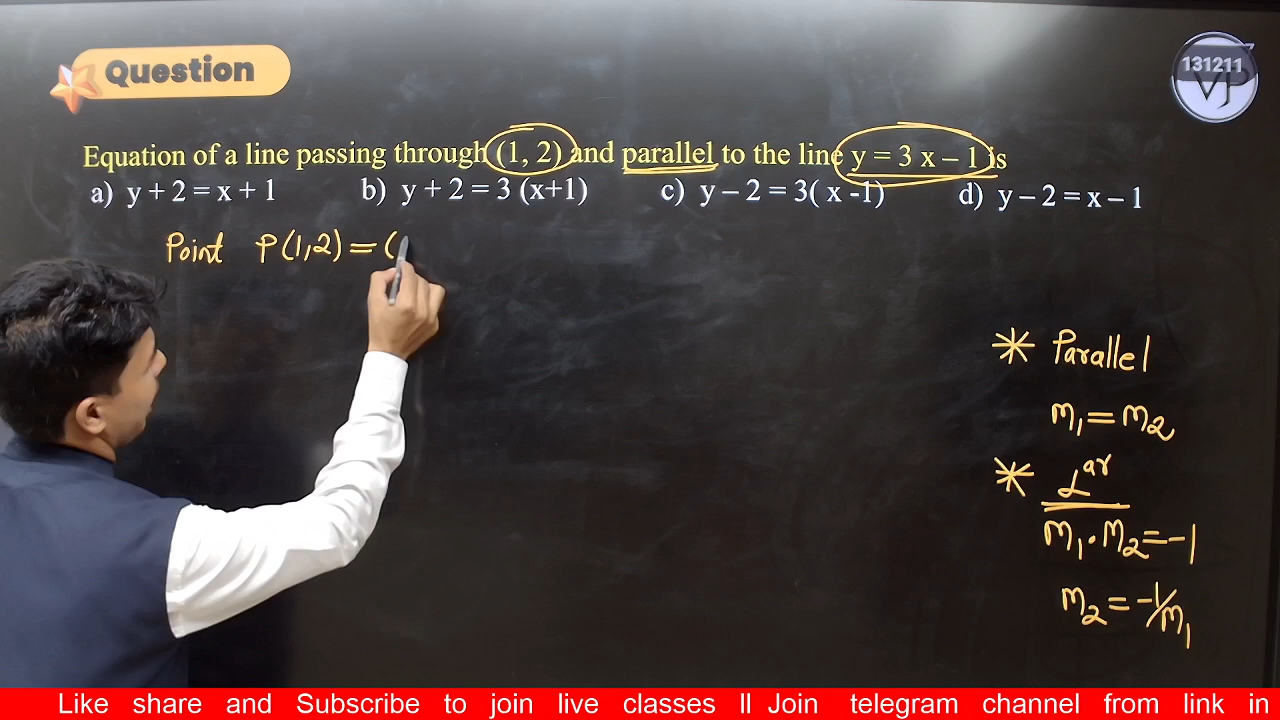 Question
131211
VP
Equation of a line passing through (1, 2) and parallel to the line y = 3 x – 1 is
a) y + 2 = x + 1 b) y + 2 = 3 (x+1) c) y – 2 = 3( x -1) d) y – 2 = x – 1
Point P(1,2) = (
* Parallel
m₁ = m₂
* ⊥ᵃʳ
m₁ . m₂ = -1
m₂ = -1/m₁
Like share and Subscribe to join live classes ll Join telegram channel from link in